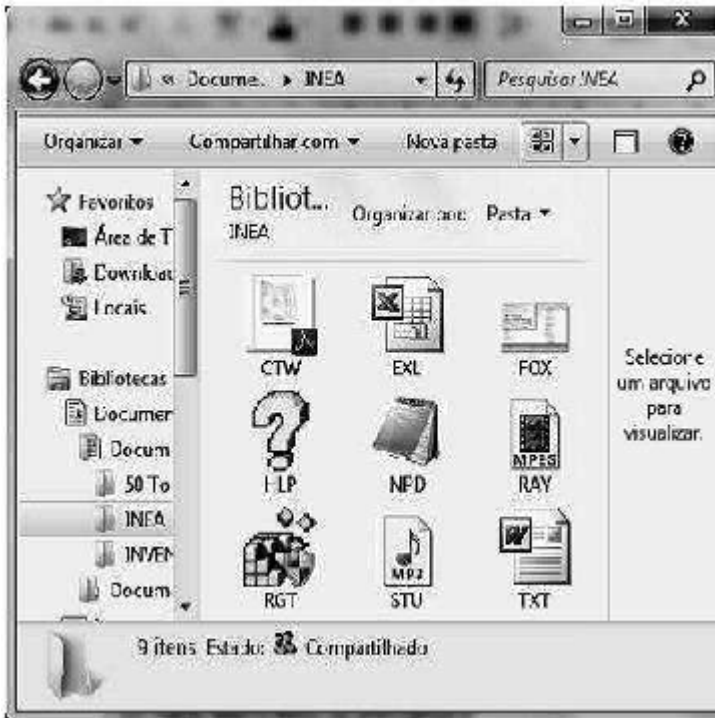 « Docume... ▸ INEA
Pesquisar INEA
Organizar
Compartilhar com
Nova pasta
Favoritos
Área de T
Downloac
Locais
Bibliotecas
Documer
Docum
50 To
INEA
INVEN
Docum
Bibliot...
INEA
Organizar por: Pasta
CTW EXL FOX
HLP NPD RAY
MPEG
RGT STU TXT
Selecione
um arquivo
para
visualizar.
9 itens Estado: Compartilhado